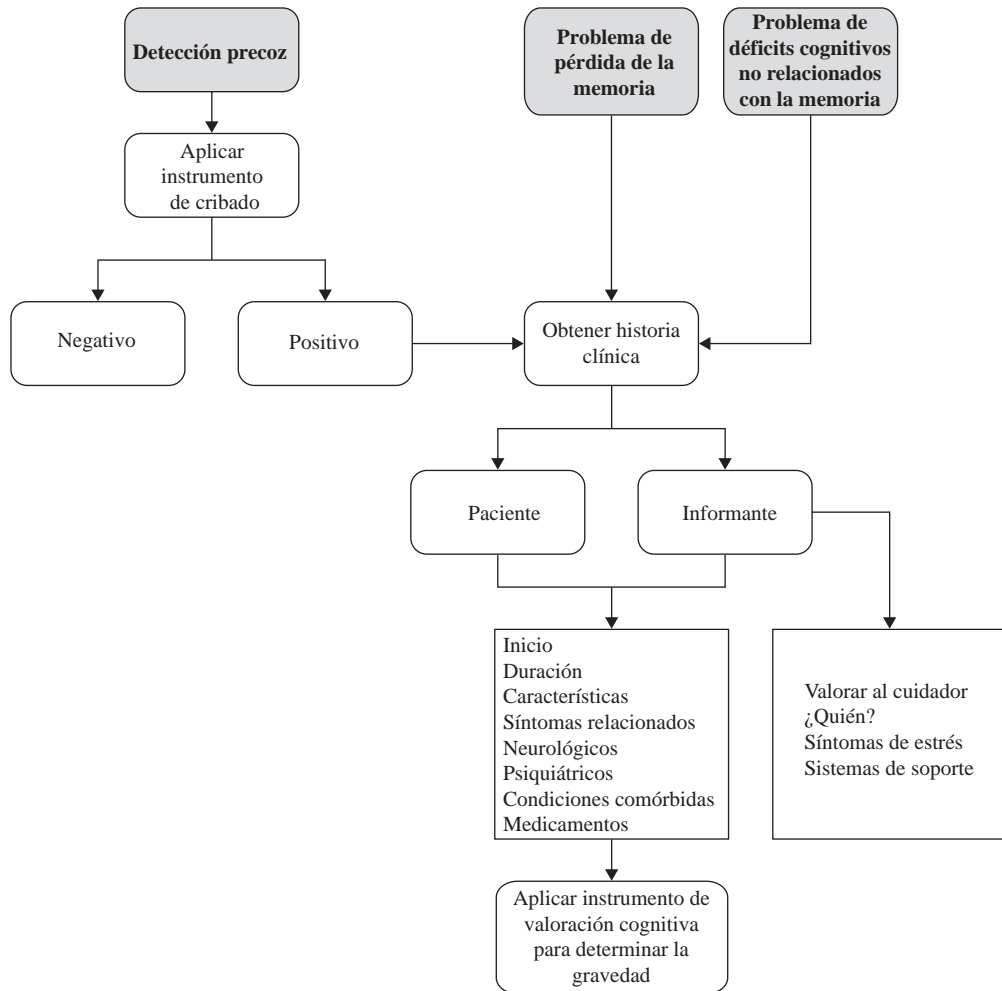 Detección precoz
Problema de
pérdida de la
memoria
Problema de
déficits cognitivos
no relacionados
con la memoria
Aplicar
instrumento
de cribado
Negativo
Positivo
Obtener historia
clínica
Paciente
Informante
Inicio
Duración
Características
Síntomas relacionados
Neurológicos
Psiquiátricos
Condiciones comórbidas
Medicamentos
Valorar al cuidador
¿Quién?
Síntomas de estrés
Sistemas de soporte
Aplicar instrumento de
valoración cognitiva
para determinar la
gravedad